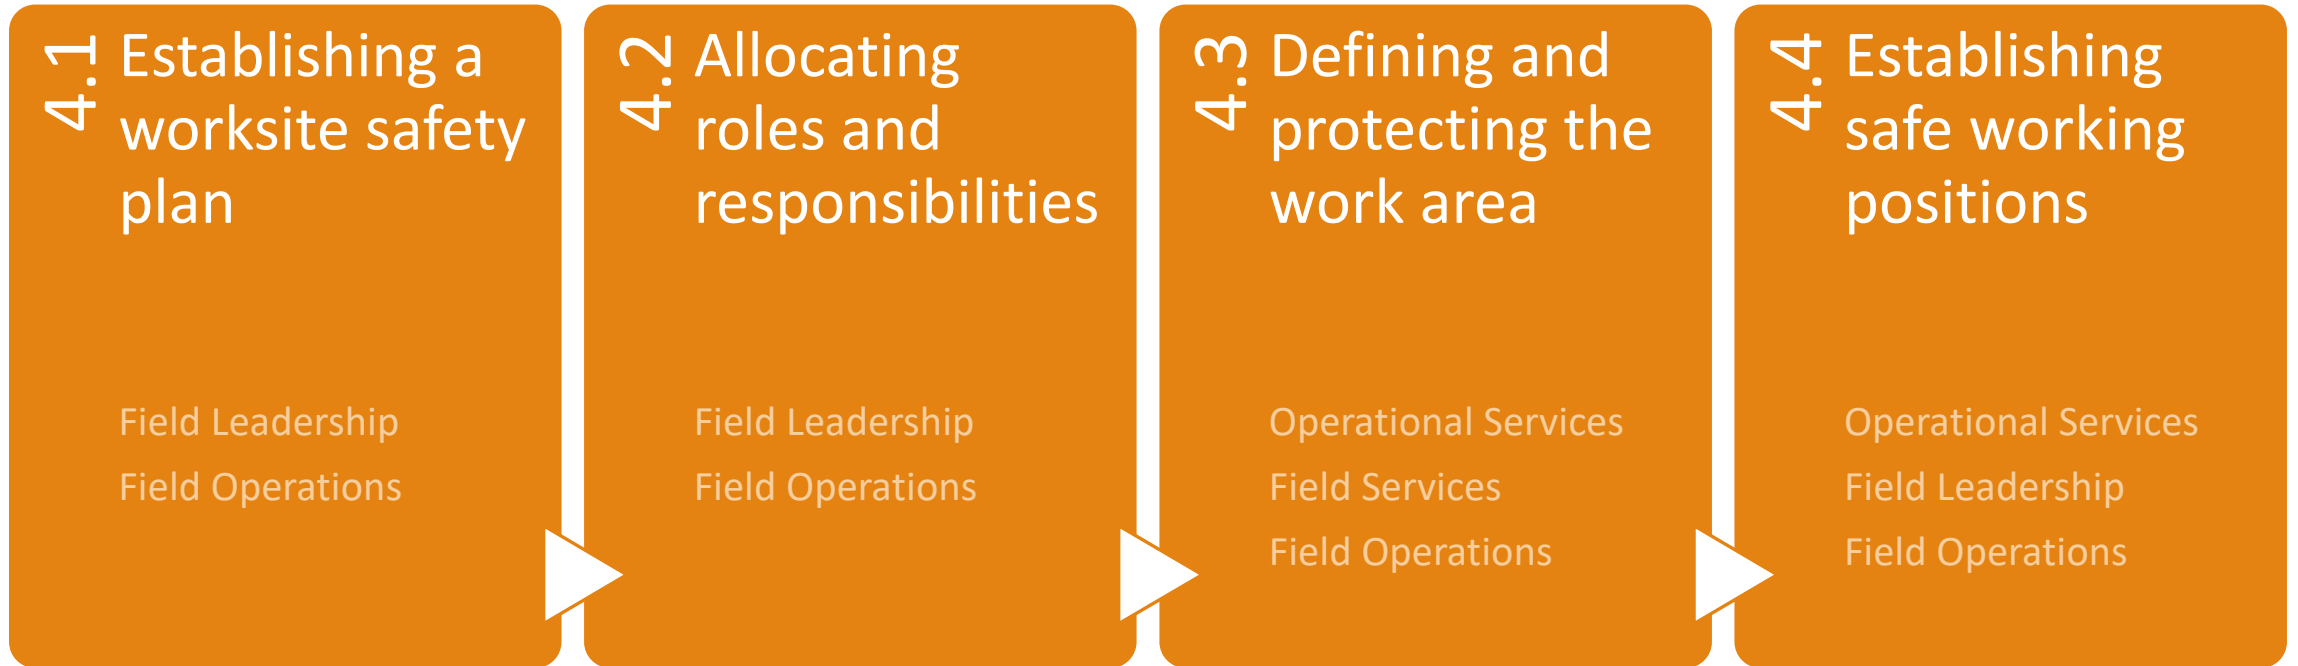 4.1
Establishing a
worksite safety
plan
Field Leadership
Field Operations
4.2
Allocating
roles and
responsibilities
Field Leadership
Field Operations
4.3
Defining and
protecting the
work area
Operational Services
Field Services
Field Operations
4.4
Establishing
safe working
positions
Operational Services
Field Leadership
Field Operations